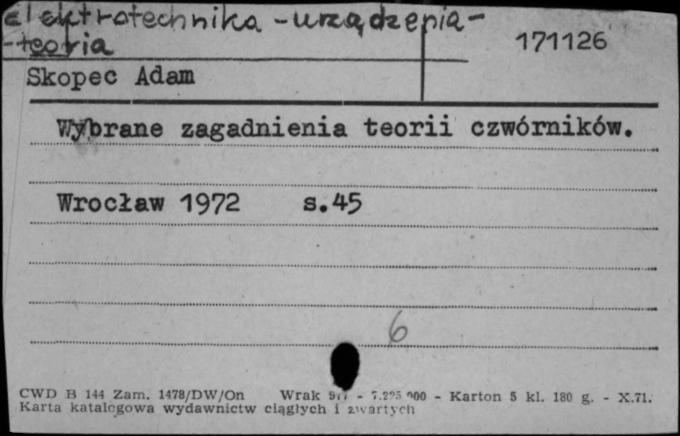 elektrotechnika - urządzenia -
- teoria
171126
Skopec Adam
Wybrane zagadnienia teorii czwórników.
Wrocław 1972 s.45
6
CWD B 144 Zam. 1478/DW/On Wrak - Karton 5 kl. 180 g. - X.71.
Karta katalogowa wydawnictw ciągłych i zwartych